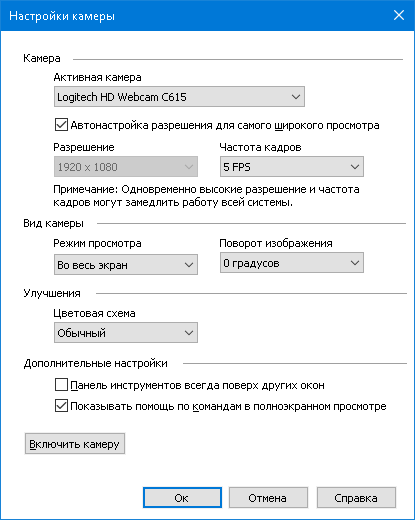 Настройки камеры
Камера
Активная камера
Logitech HD Webcam C615
Автонастройка разрешения для самого широкого просмотра
Разрешение
Частота кадров
1920 x 1080
5 FPS
Примечание: Одновременно высокие разрешение и частота
кадров могут замедлить работу всей системы.
Вид камеры
Режим просмотра
Поворот изображения
Во весь экран
0 градусов
Улучшения
Цветовая схема
Обычный
Дополнительные настройки
Панель инструментов всегда поверх других окон
Показывать помощь по командам в полноэкранном просмотре
Включить камеру
Ок
Отмена
Справка